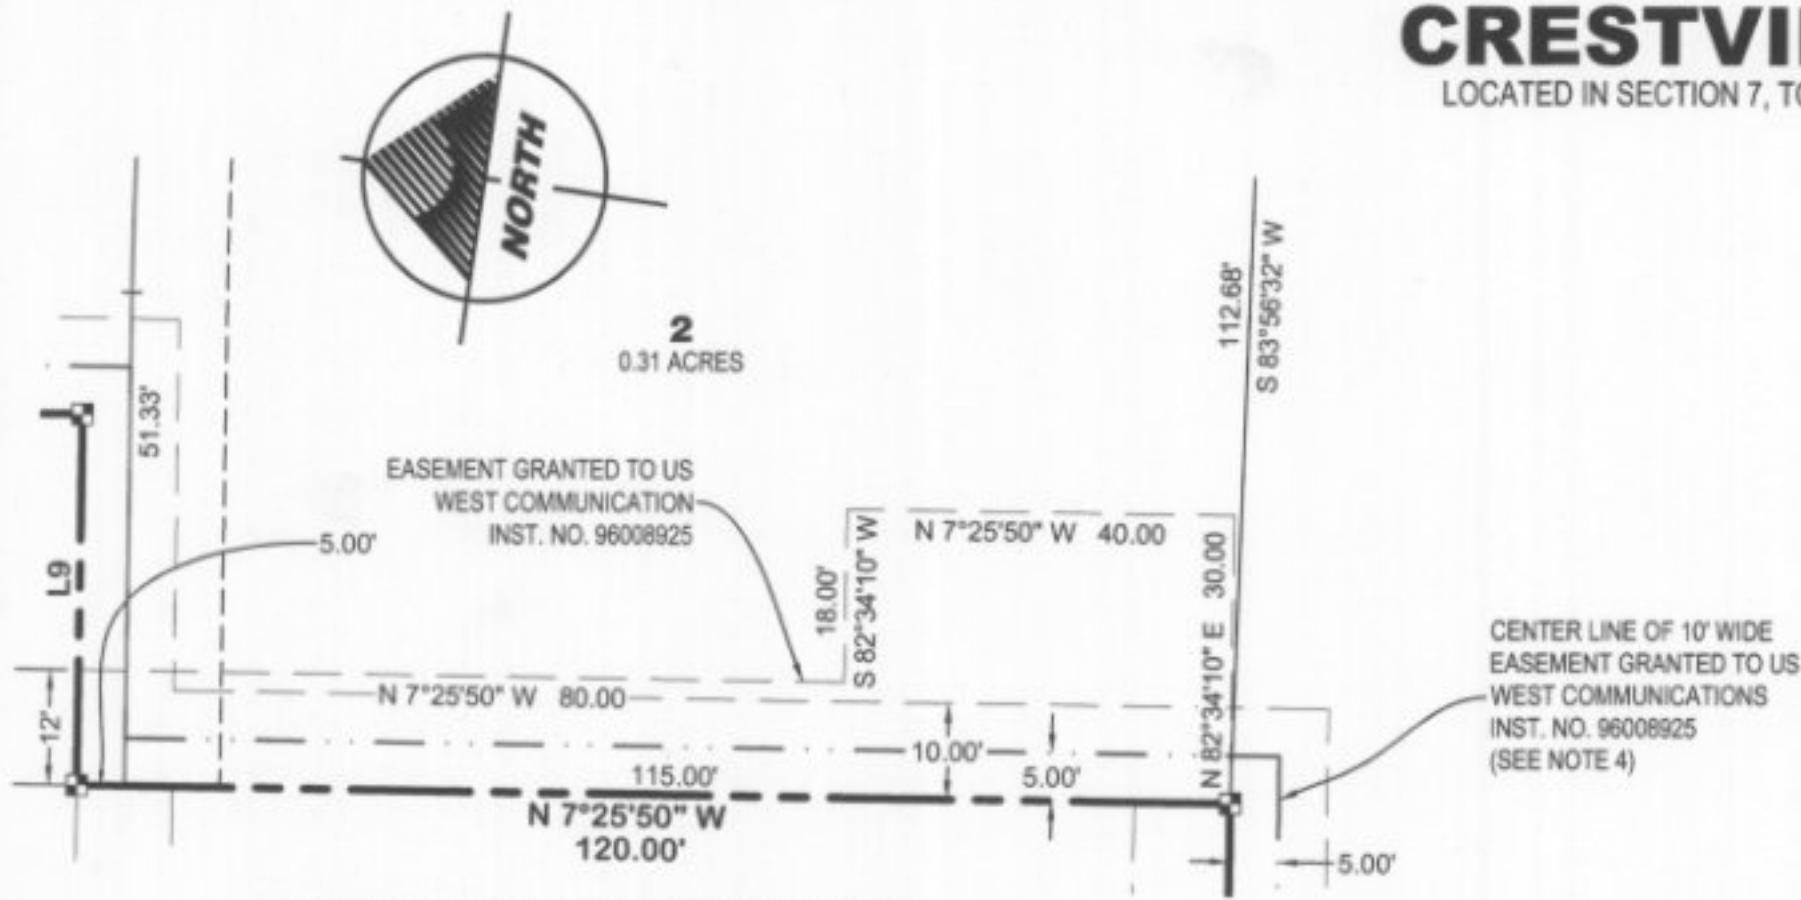 CRESTVI
LOCATED IN SECTION 7, TO
NORTH
2
0.31 ACRES
112.68'
S 83°56'32" W
51.33'
EASEMENT GRANTED TO US
WEST COMMUNICATION
INST. NO. 96008925
5.00'
L9
18.00'
S 82°34'10" W
N 7°25'50" W 40.00
N 82°34'10" E 30.00
CENTER LINE OF 10' WIDE
EASEMENT GRANTED TO US
WEST COMMUNICATIONS
INST. NO. 96008925
(SEE NOTE 4)
N 7°25'50" W 80.00
12'
10.00'
115.00'
5.00'
N 7°25'50" W
120.00'
5.00'